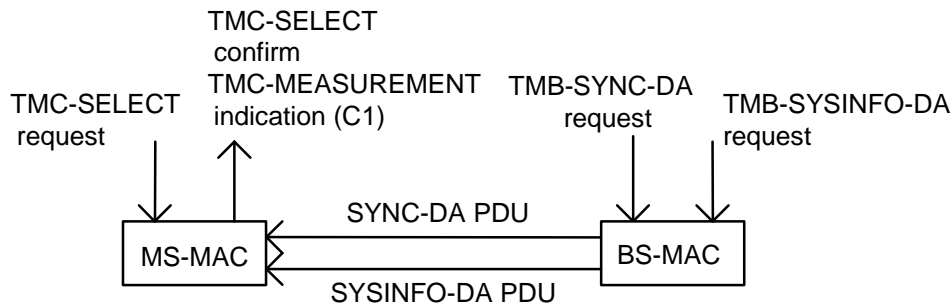 TMC-SELECT
confirm
TMC-MEASUREMENT
indication (C1)
TMC-SELECT
request
TMB-SYNC-DA
request
TMB-SYSINFO-DA
request
SYNC-DA PDU
MS-MAC
BS-MAC
SYSINFO-DA PDU